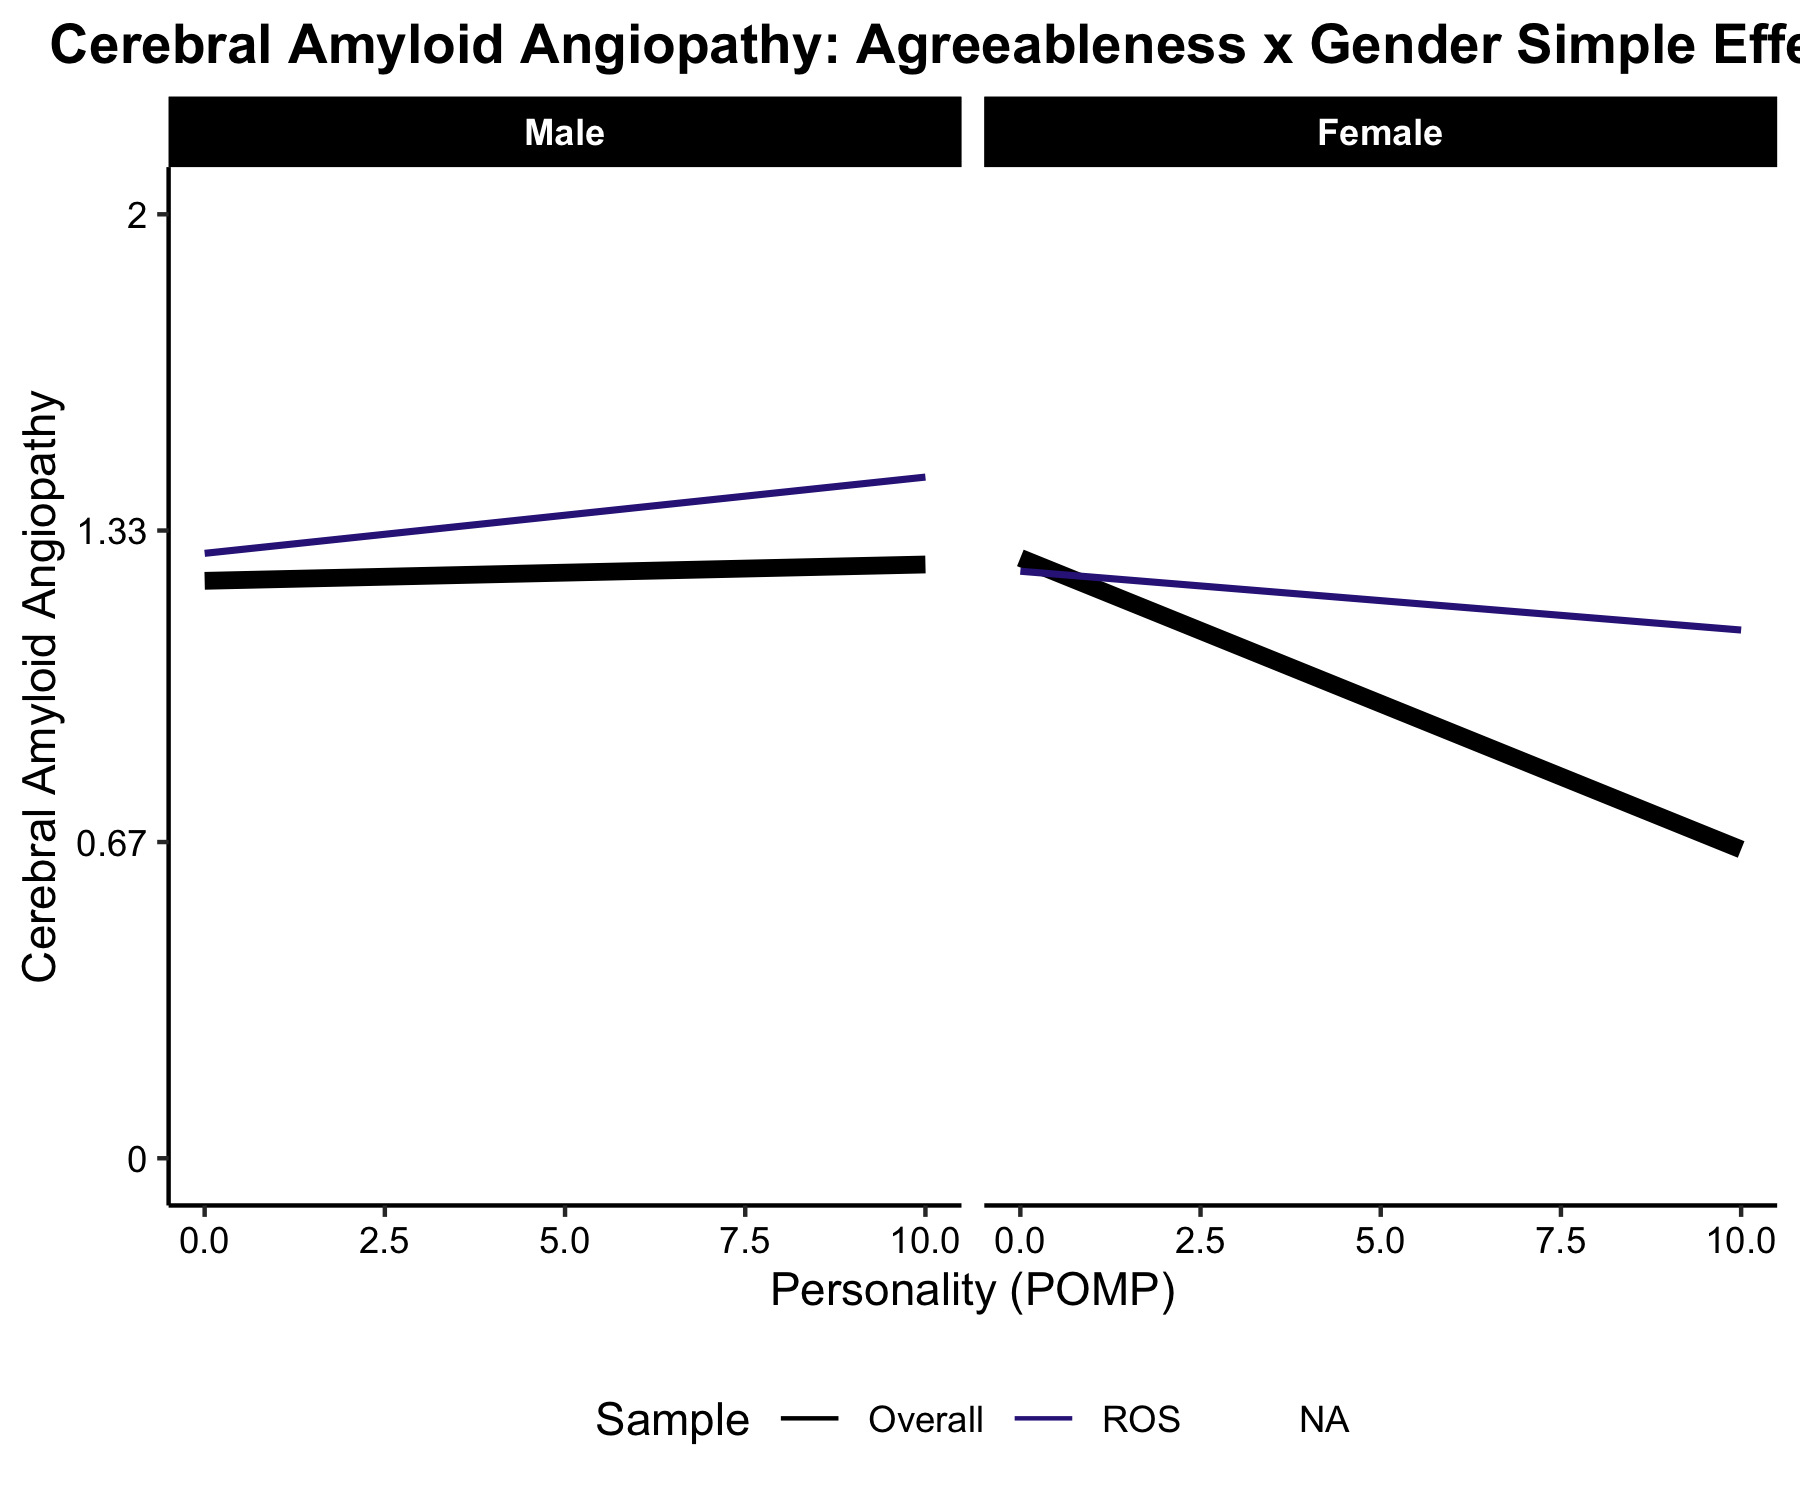 Cerebral Amyloid Angiopathy: Agreeableness x Gender Simple Effe
Male
Female
Cerebral Amyloid Angiopathy
2
1.33
0.67
0
0.0 2.5 5.0 7.5 10.0
0.0 2.5 5.0 7.5 10.0
Personality (POMP)
Sample Overall ROS NA